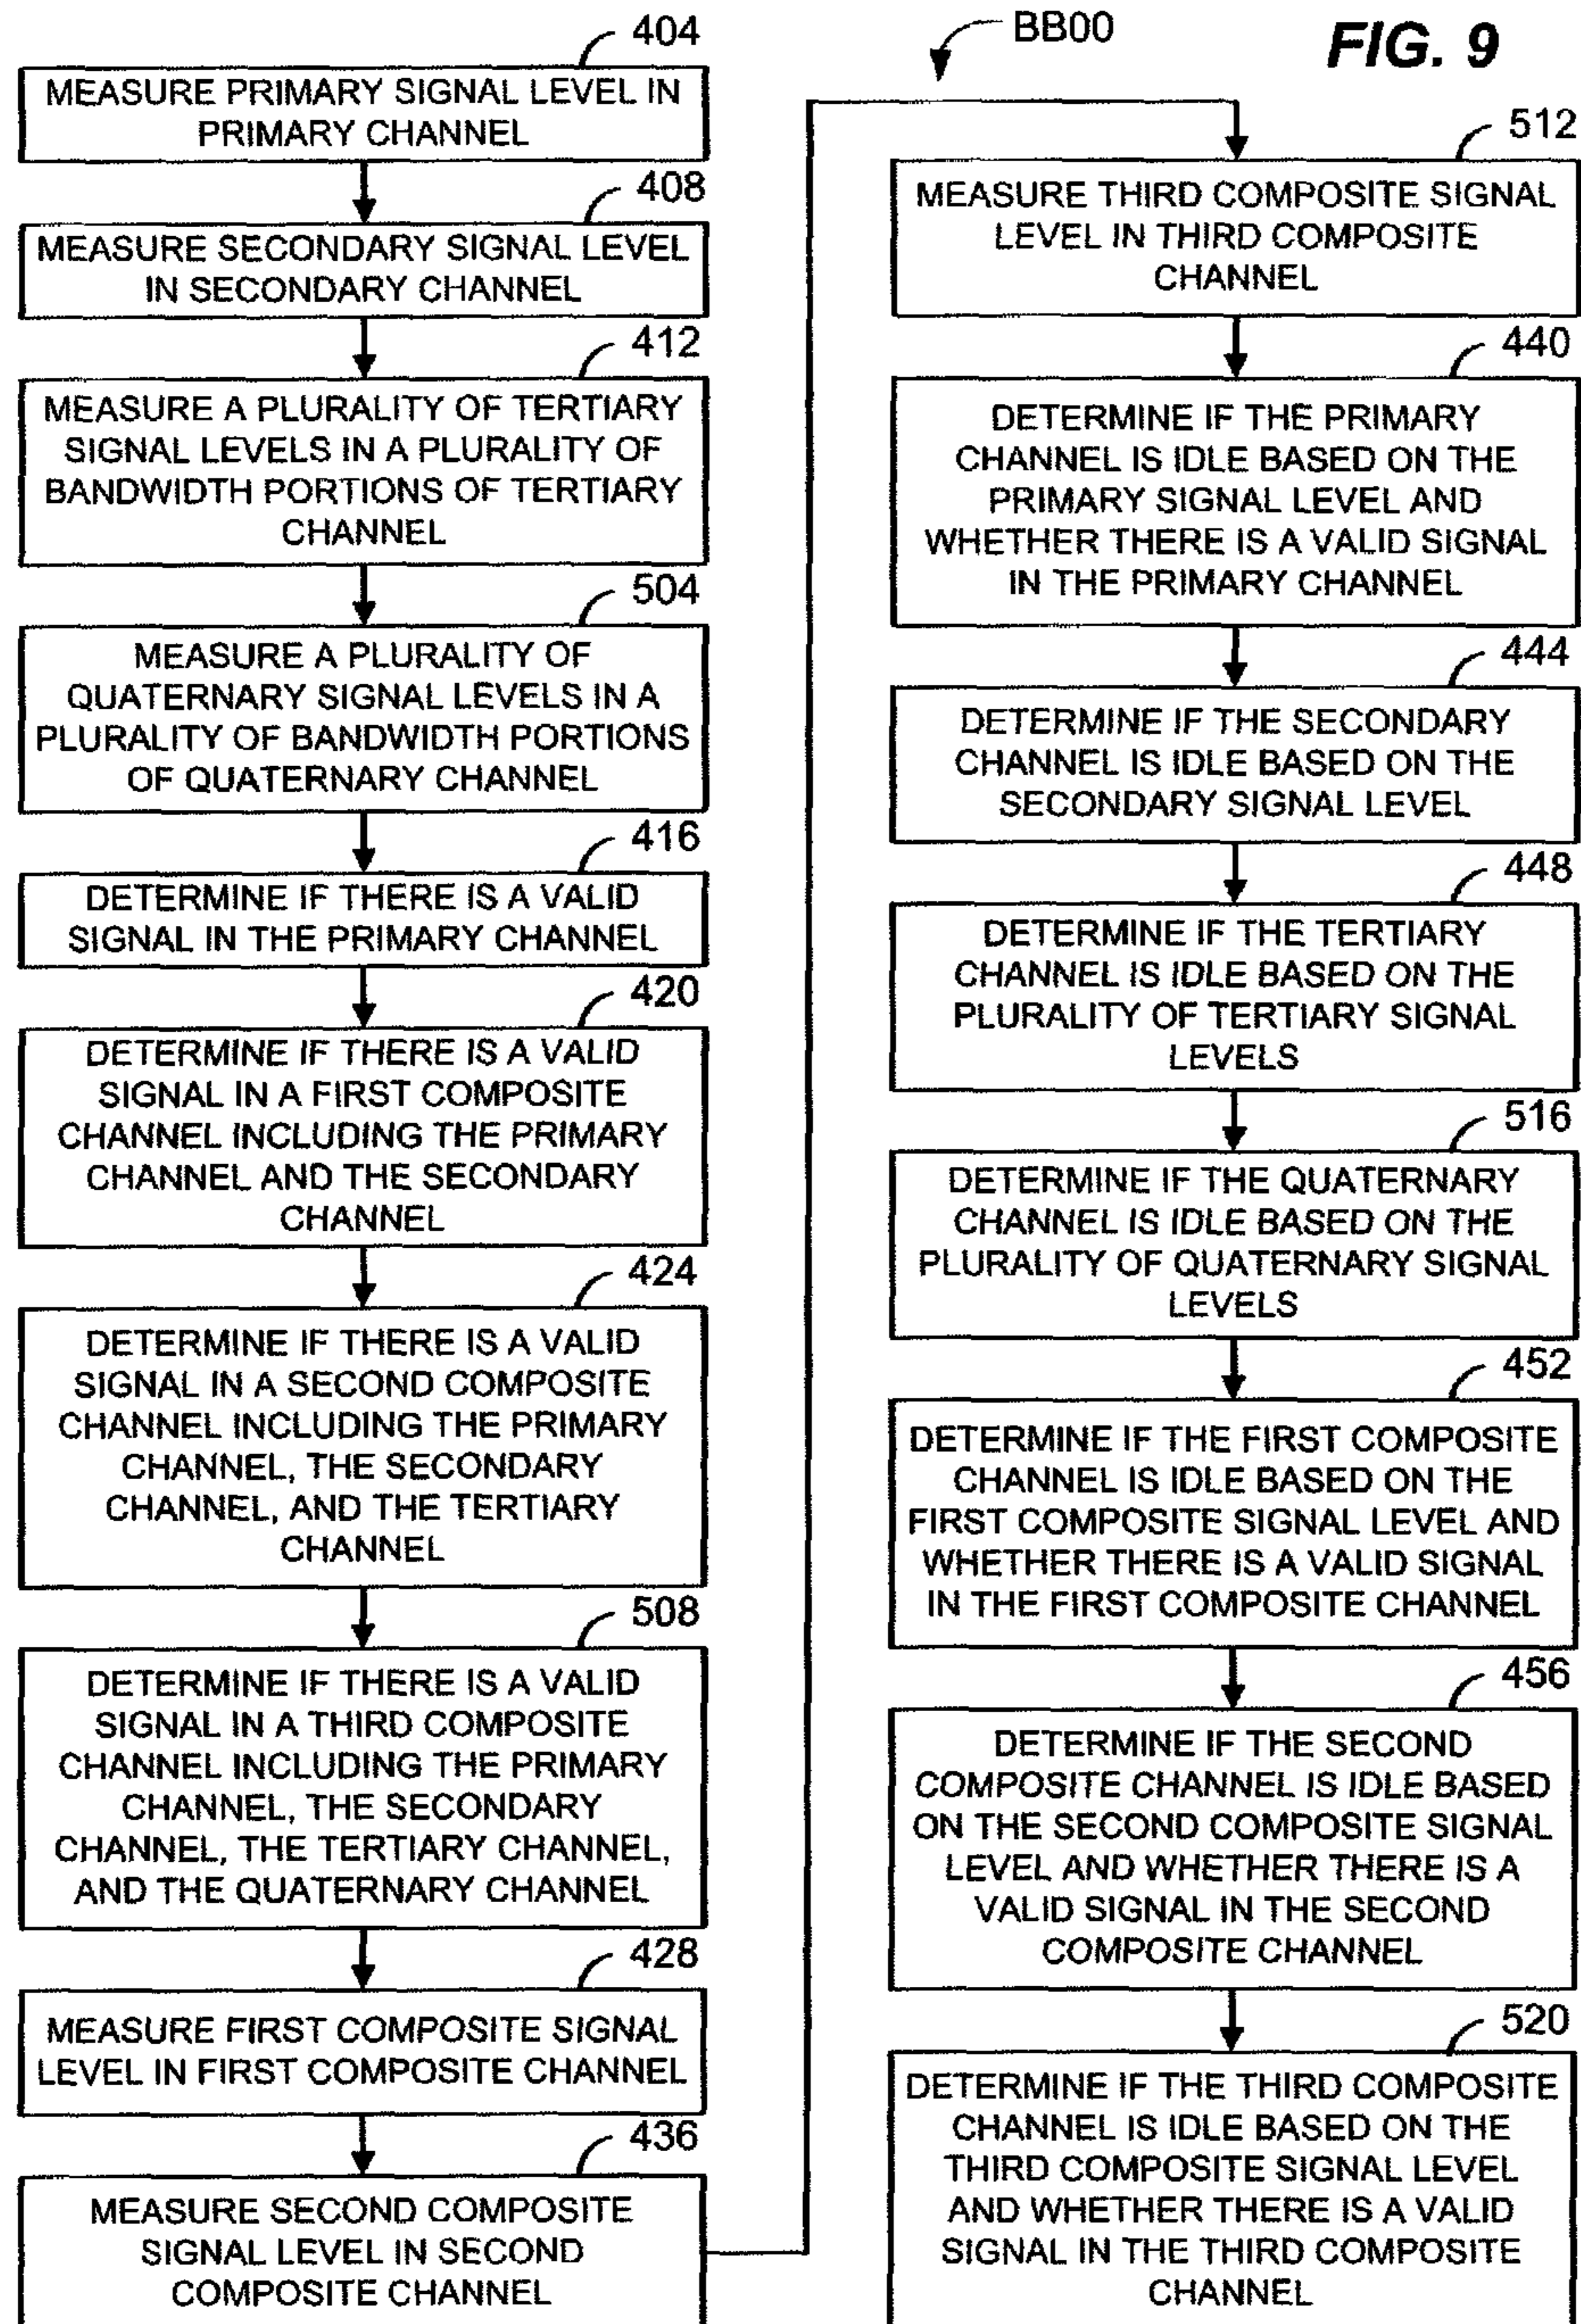 BB00
FIG. 9
404
MEASURE PRIMARY SIGNAL LEVEL IN
PRIMARY CHANNEL
408
MEASURE SECONDARY SIGNAL LEVEL
IN SECONDARY CHANNEL
412
MEASURE A PLURALITY OF TERTIARY
SIGNAL LEVELS IN A PLURALITY OF
BANDWIDTH PORTIONS OF TERTIARY
CHANNEL
504
MEASURE A PLURALITY OF
QUATERNARY SIGNAL LEVELS IN A
PLURALITY OF BANDWIDTH PORTIONS
OF QUATERNARY CHANNEL
416
DETERMINE IF THERE IS A VALID
SIGNAL IN THE PRIMARY CHANNEL
420
DETERMINE IF THERE IS A VALID
SIGNAL IN A FIRST COMPOSITE
CHANNEL INCLUDING THE PRIMARY
CHANNEL AND THE SECONDARY
CHANNEL
424
DETERMINE IF THERE IS A VALID
SIGNAL IN A SECOND COMPOSITE
CHANNEL INCLUDING THE PRIMARY
CHANNEL, THE SECONDARY
CHANNEL, AND THE TERTIARY
CHANNEL
508
DETERMINE IF THERE IS A VALID
SIGNAL IN A THIRD COMPOSITE
CHANNEL INCLUDING THE PRIMARY
CHANNEL, THE SECONDARY
CHANNEL, THE TERTIARY CHANNEL,
AND THE QUATERNARY CHANNEL
428
MEASURE FIRST COMPOSITE SIGNAL
LEVEL IN FIRST COMPOSITE CHANNEL
436
MEASURE SECOND COMPOSITE
SIGNAL LEVEL IN SECOND
COMPOSITE CHANNEL
512
MEASURE THIRD COMPOSITE SIGNAL
LEVEL IN THIRD COMPOSITE
CHANNEL
440
DETERMINE IF THE PRIMARY
CHANNEL IS IDLE BASED ON THE
PRIMARY SIGNAL LEVEL AND
WHETHER THERE IS A VALID SIGNAL
IN THE PRIMARY CHANNEL
444
DETERMINE IF THE SECONDARY
CHANNEL IS IDLE BASED ON THE
SECONDARY SIGNAL LEVEL
448
DETERMINE IF THE TERTIARY
CHANNEL IS IDLE BASED ON THE
PLURALITY OF TERTIARY SIGNAL
LEVELS
516
DETERMINE IF THE QUATERNARY
CHANNEL IS IDLE BASED ON THE
PLURALITY OF QUATERNARY SIGNAL
LEVELS
452
DETERMINE IF THE FIRST COMPOSITE
CHANNEL IS IDLE BASED ON THE
FIRST COMPOSITE SIGNAL LEVEL AND
WHETHER THERE IS A VALID SIGNAL
IN THE FIRST COMPOSITE CHANNEL
456
DETERMINE IF THE SECOND
COMPOSITE CHANNEL IS IDLE BASED
ON THE SECOND COMPOSITE SIGNAL
LEVEL AND WHETHER THERE IS A
VALID SIGNAL IN THE SECOND
COMPOSITE CHANNEL
520
DETERMINE IF THE THIRD COMPOSITE
CHANNEL IS IDLE BASED ON THE
THIRD COMPOSITE SIGNAL LEVEL
AND WHETHER THERE IS A VALID
SIGNAL IN THE THIRD COMPOSITE
CHANNEL